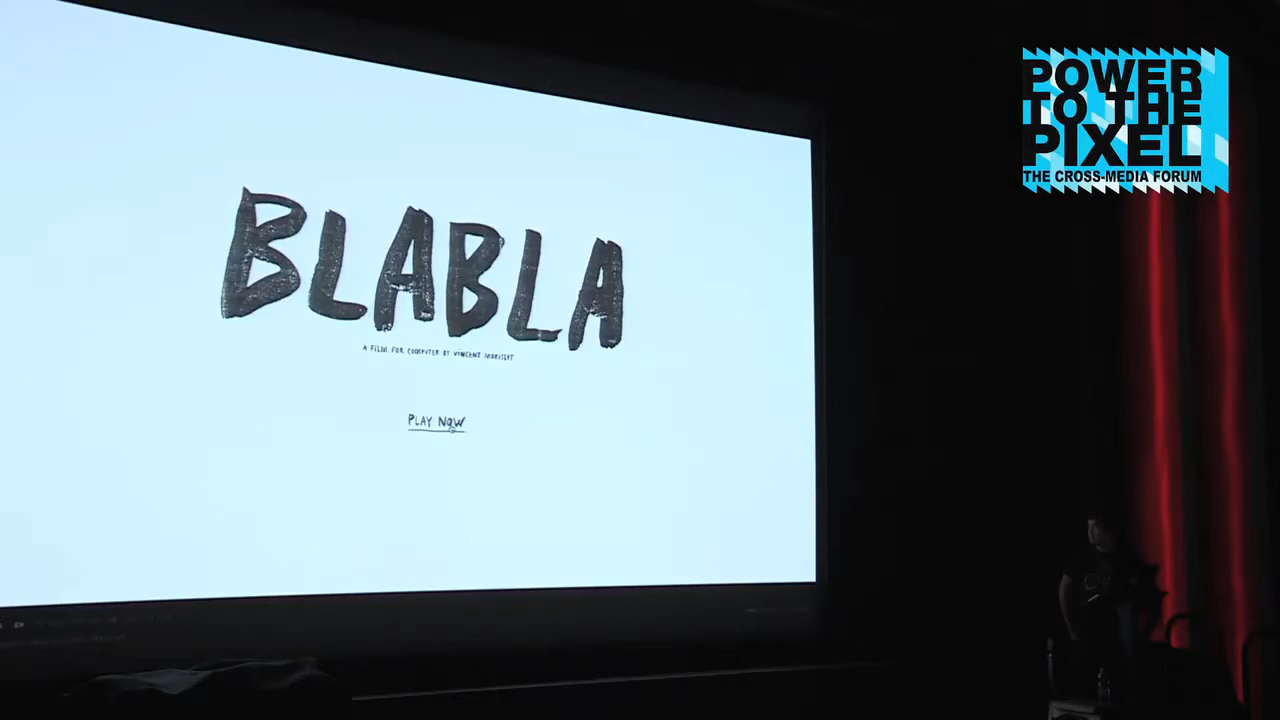 BLABLA
A FILM FOR COMPUTER BY VINCENT MORISSET
PLAY NOW
POWER
TO THE
PIXEL
THE CROSS-MEDIA FORUM